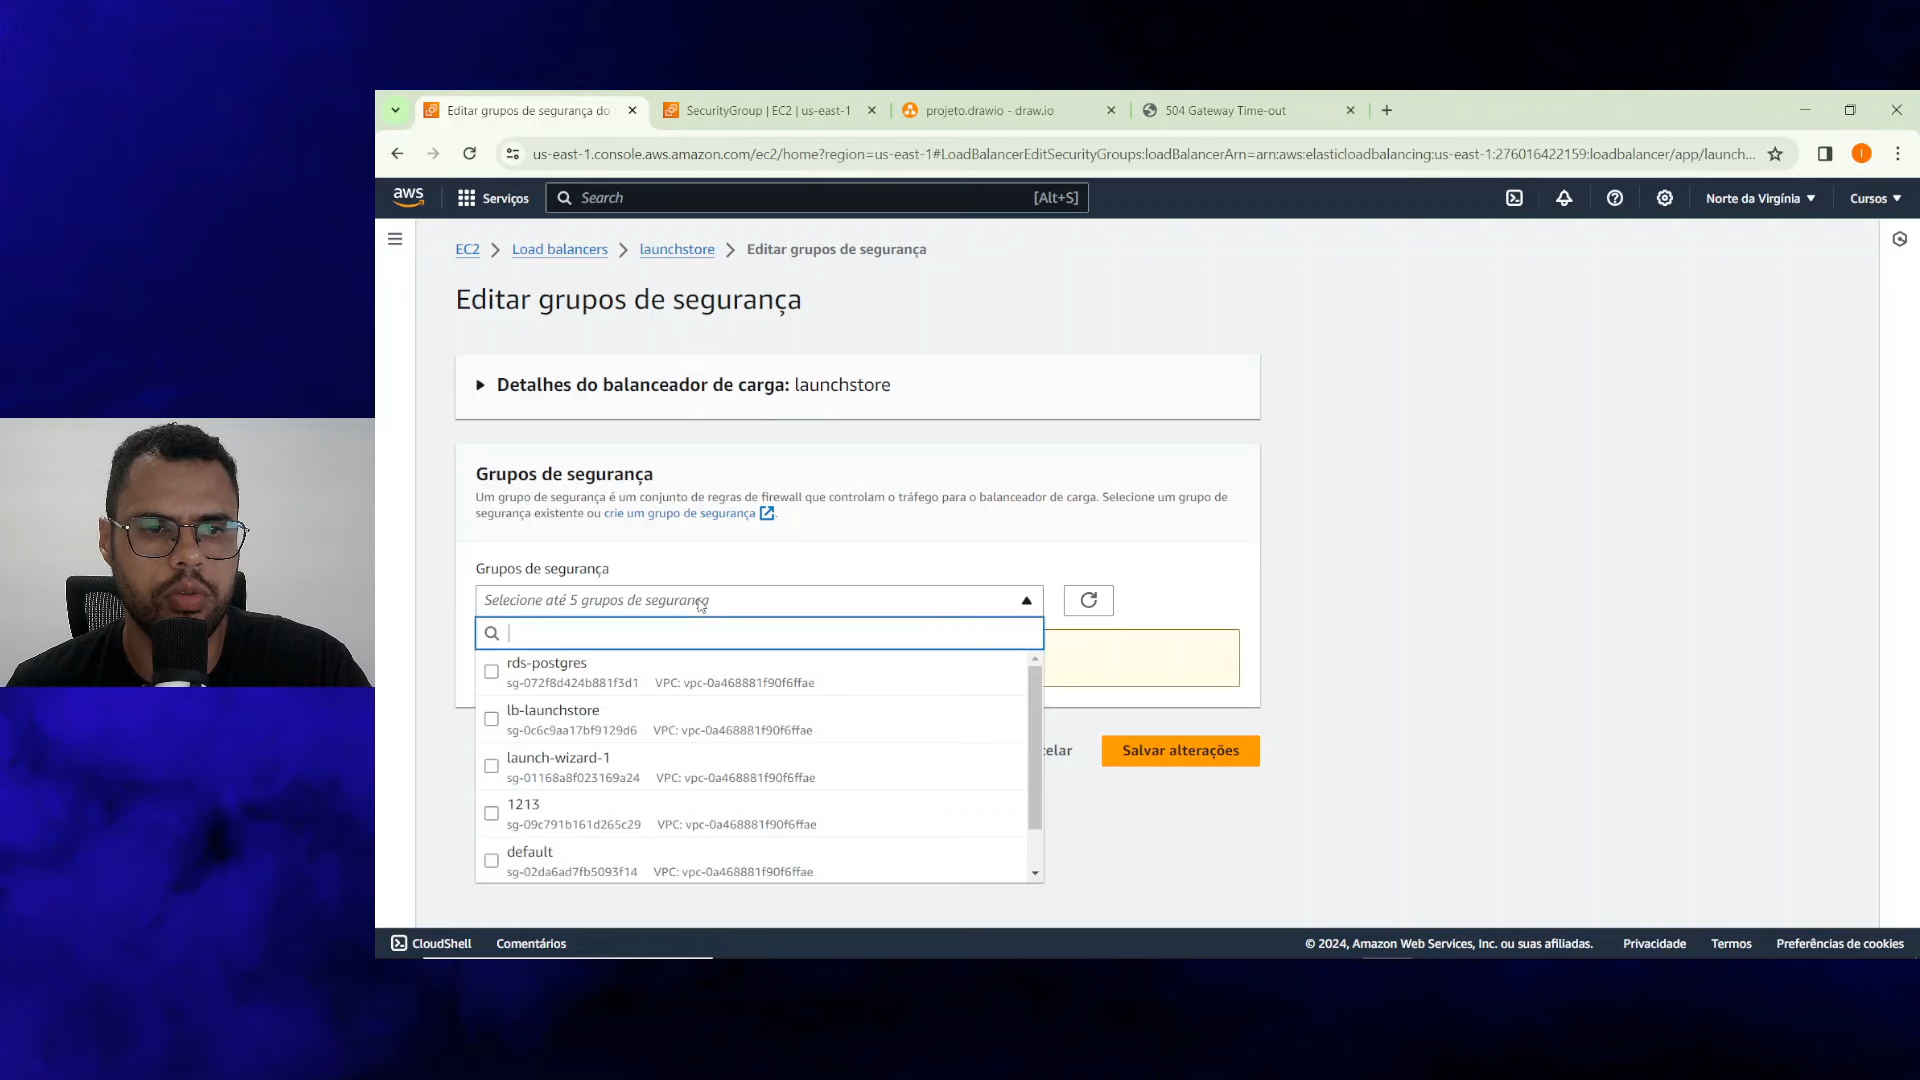 Editar grupos de segurança do
SecurityGroup | EC2 | us-east-1
projeto.drawio - draw.io
504 Gateway Time-out
us-east-1.console.aws.amazon.com/ec2/home?region=us-east-1#LoadBalancerEditSecurityGroups:loadBalancerArn=arn:aws:elasticloadbalancing:us-east-1:276016422159:loadbalancer/app/launch...
aws
Serviços
Search
[Alt+S]
Norte da Virgínia
Cursos
EC2
Load balancers
launchstore
Editar grupos de segurança
Editar grupos de segurança
Detalhes do balanceador de carga: launchstore
Grupos de segurança
Um grupo de segurança é um conjunto de regras de firewall que controlam o tráfego para o balanceador de carga. Selecione um grupo de
segurança existente ou crie um grupo de segurança
Grupos de segurança
Selecione até 5 grupos de segurança
rds-postgres
sg-072f8d424b881f3d1 VPC: vpc-0a468881f90f6ffae
lb-launchstore
sg-0c6c9aa17bf9129d6 VPC: vpc-0a468881f90f6ffae
launch-wizard-1
sg-01168a8f023169a24 VPC: vpc-0a468881f90f6ffae
1213
sg-09c791b161d265c29 VPC: vpc-0a468881f90f6ffae
default
sg-02da6ad7fb5093f14 VPC: vpc-0a468881f90f6ffae
celar
Salvar alterações
CloudShell
Comentários
© 2024, Amazon Web Services, Inc. ou suas afiliadas.
Privacidade
Termos
Preferências de cookies